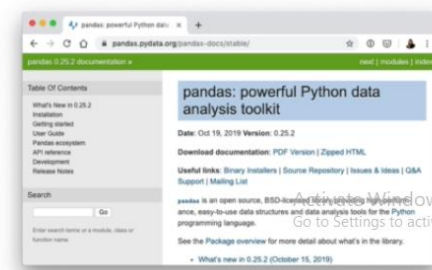 pandas: powerful Python data
pandas.pydata.org/pandas-docs/stable/
pandas 0.25.2 documentation »
next | modules | index
Table Of Contents
What's New in 0.25.2
Installation
Getting started
User Guide
Pandas ecosystem
API reference
Development
Release Notes
Search
Go
Enter search terms or a module, class or
function name.
pandas: powerful Python data
analysis toolkit
Date: Oct 19, 2019 Version: 0.25.2
Download documentation: PDF Version | Zipped HTML
Useful links: Binary Installers | Source Repository | Issues & Ideas | Q&A
Support | Mailing List
pandas is an open source, BSD-licensed library providing high-perform-
ance, easy-to-use data structures and data analysis tools for the Python
programming language.
See the Package overview for more detail about what's in the library.
• What's new in 0.25.2 (October 15, 2019)
Activate Window
Go to Settings to acti